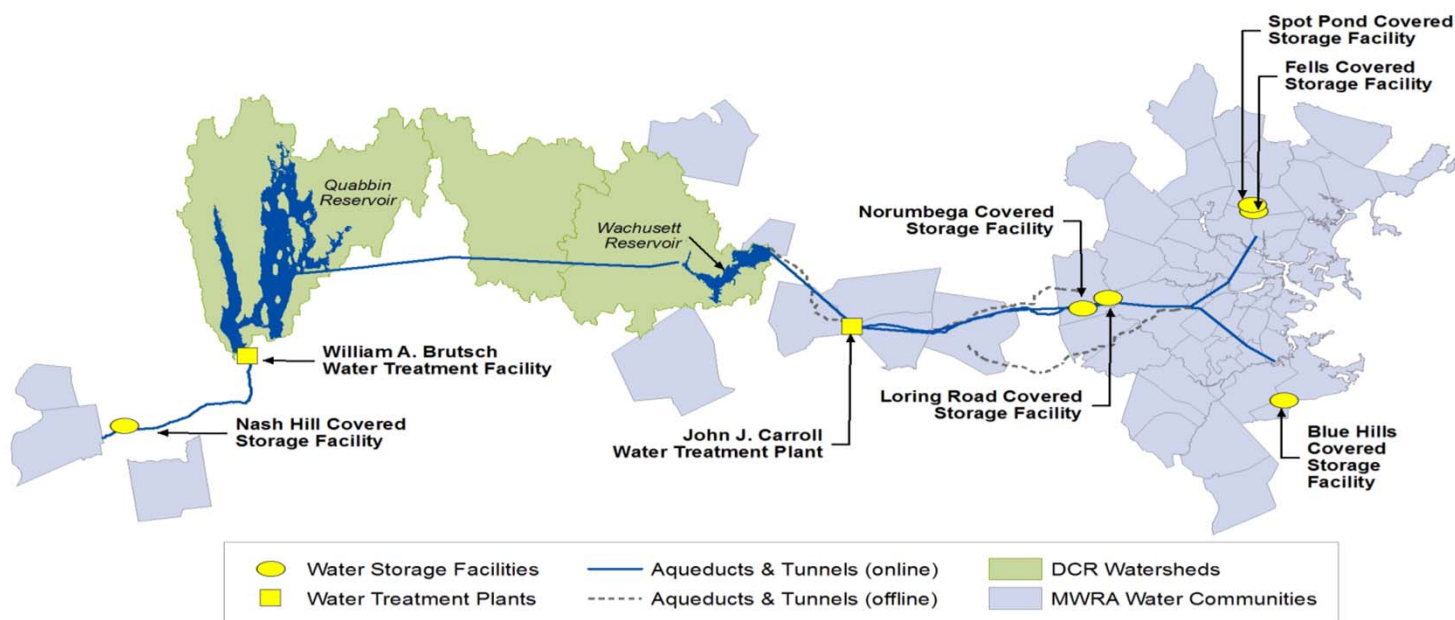 Spot Pond Covered
Storage Facility
Fells Covered
Storage Facility
Quabbin
Reservoir
Wachusett
Reservoir
Norumbega Covered
Storage Facility
William A. Brutsch
Water Treatment Facility
Nash Hill Covered
Storage Facility
Loring Road Covered
Storage Facility
John J. Carroll
Water Treatment Plant
Blue Hills
Covered
Storage
Facility
Water Storage Facilities
Aqueducts & Tunnels (online)
DCR Watersheds
Water Treatment Plants
Aqueducts & Tunnels (offline)
MWRA Water Communities